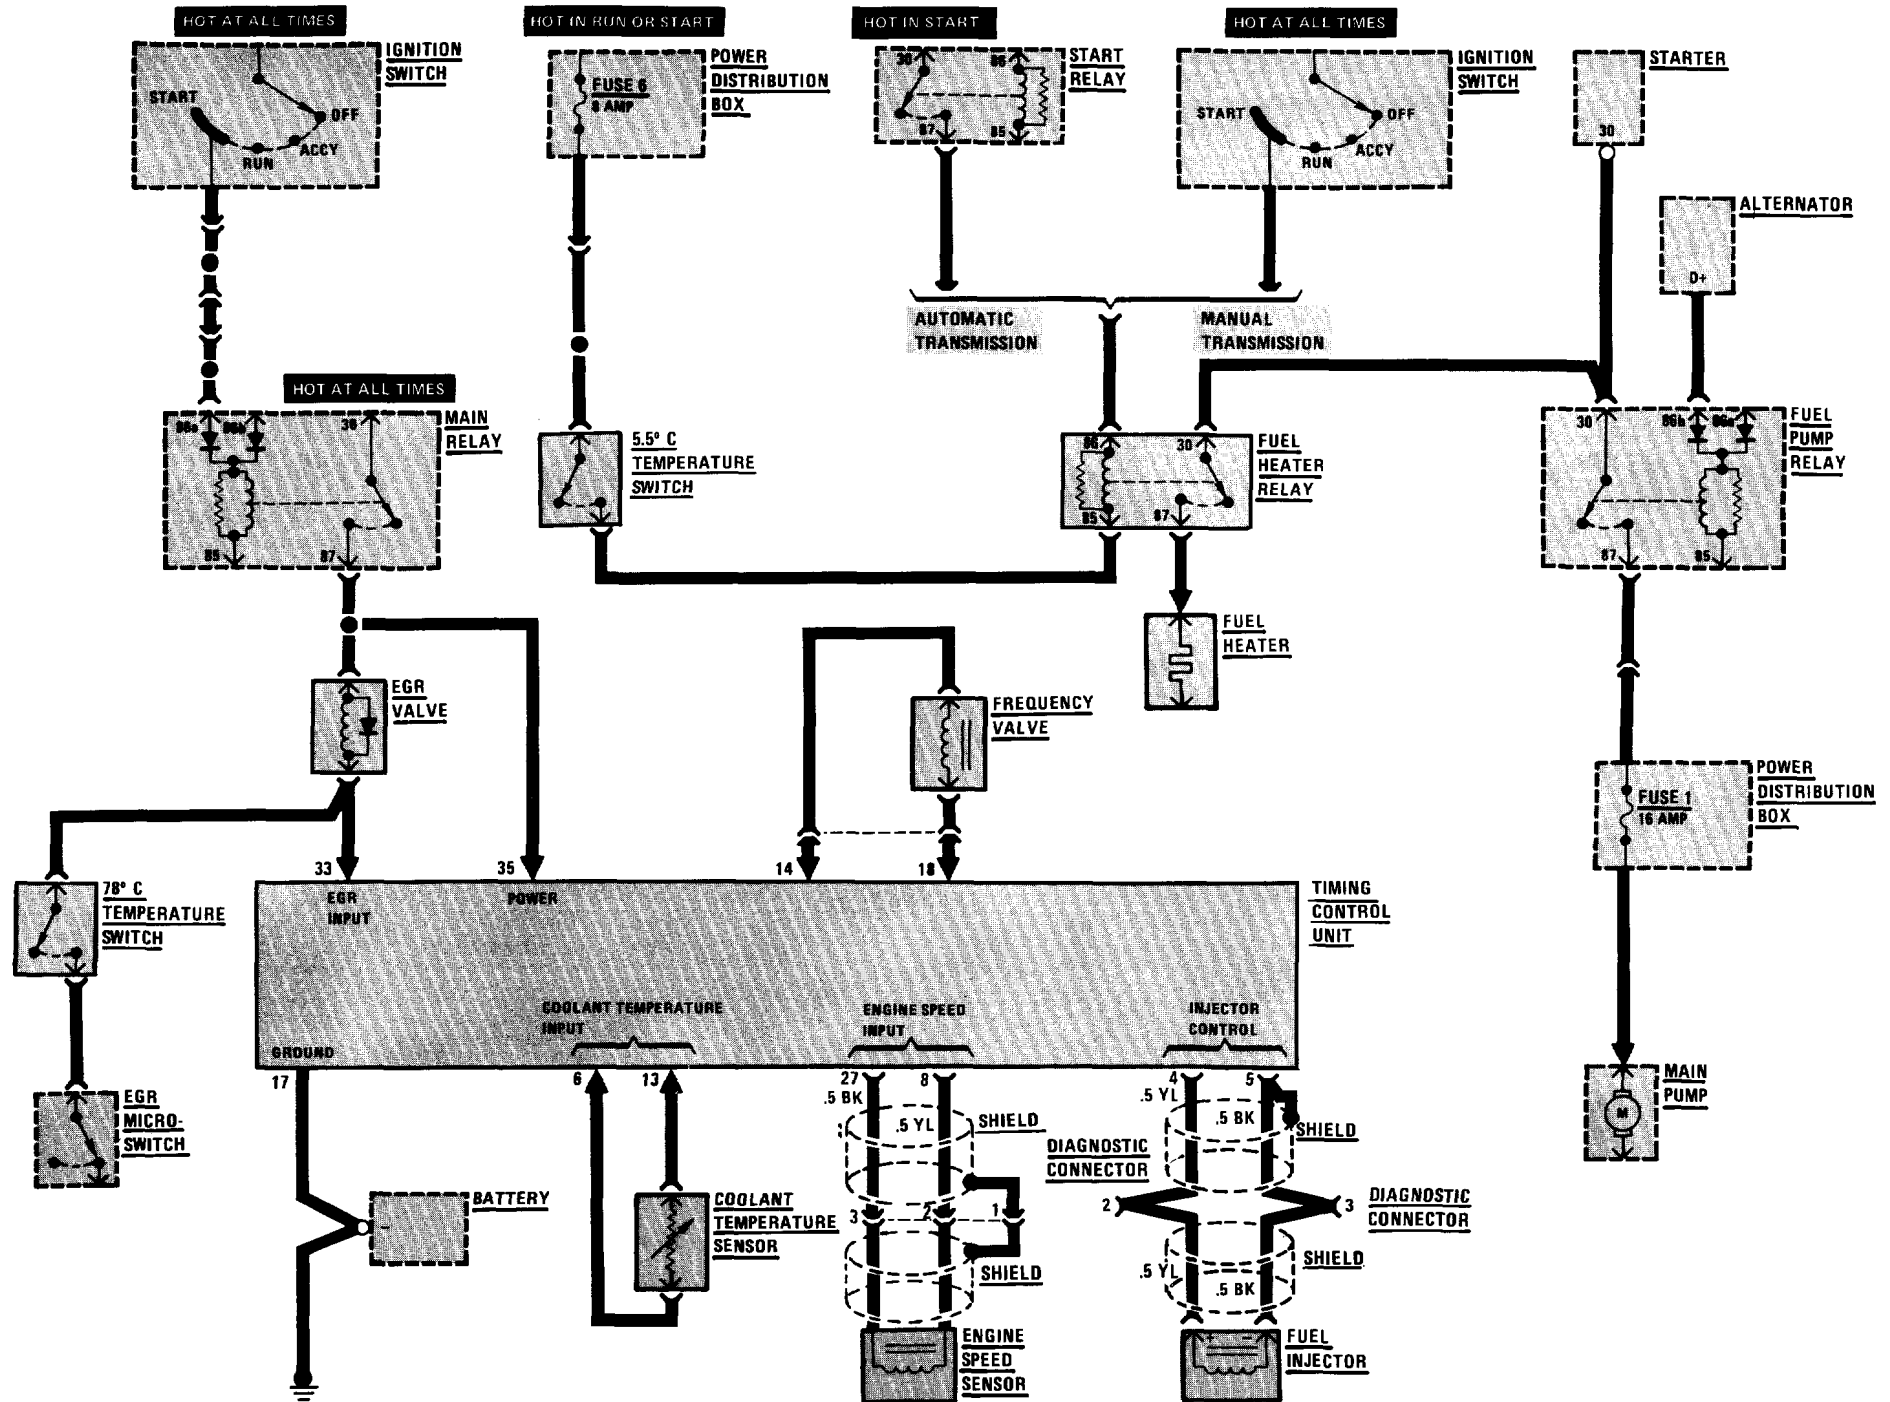 HOT AT ALL TIMES
HOT IN RUN OR START
HOT IN START
HOT AT ALL TIMES
IGNITION
SWITCH
START
OFF
ACCY
RUN
POWER
DISTRIBUTION
BOX
FUSE 6
8 AMP
START
RELAY
30
86
87
85
IGNITION
SWITCH
START
OFF
ACCY
RUN
STARTER
30
ALTERNATOR
D+
AUTOMATIC
TRANSMISSION
MANUAL
TRANSMISSION
HOT AT ALL TIMES
MAIN
RELAY
86a
86b
30
85
87
5.5° C
TEMPERATURE
SWITCH
FUEL
HEATER
RELAY
86
30
85
87
FUEL
PUMP
RELAY
30
86b
86a
87
85
FUEL
HEATER
EGR
VALVE
FREQUENCY
VALVE
POWER
DISTRIBUTION
BOX
FUSE 1
16 AMP
33
35
14
18
78° C
TEMPERATURE
SWITCH
EGR
INPUT
POWER
TIMING
CONTROL
UNIT
COOLANT TEMPERATURE
INPUT
ENGINE SPEED
INPUT
INJECTOR
CONTROL
GROUND
17
6
13
27
8
4
5
.5 BK
.5 YL
SHIELD
.5 YL
.5 BK
SHIELD
EGR
MICRO-
SWITCH
MAIN
PUMP
M
DIAGNOSTIC
CONNECTOR
2
3
DIAGNOSTIC
CONNECTOR
BATTERY
-
COOLANT
TEMPERATURE
SENSOR
3
2
1
SHIELD
SHIELD
.5 YL
.5 BK
ENGINE
SPEED
SENSOR
+ -
FUEL
INJECTOR